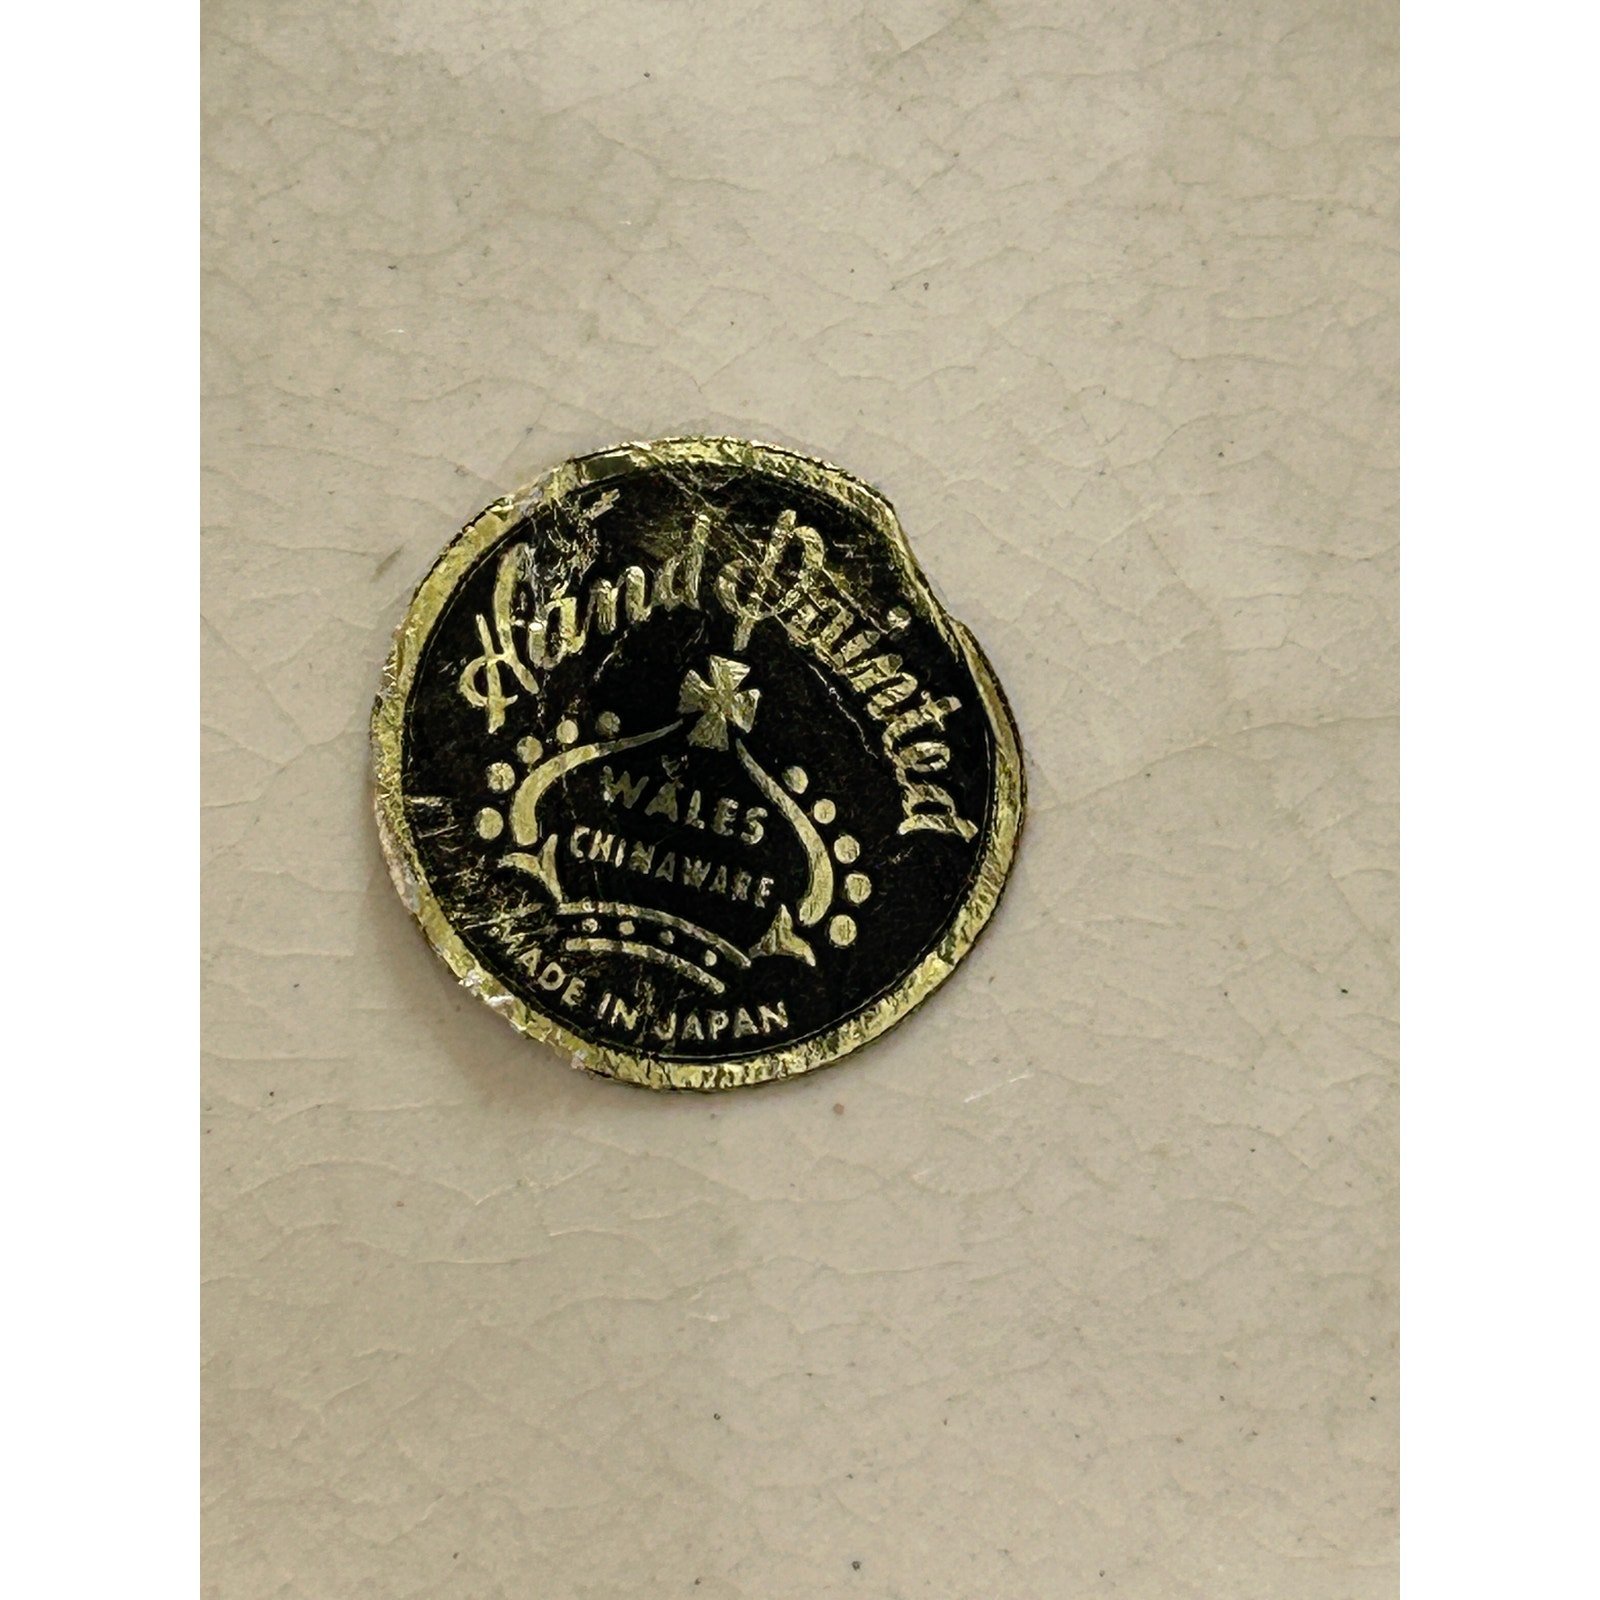 Hand Painted
WALES
CHINAWARE
MADE IN JAPAN